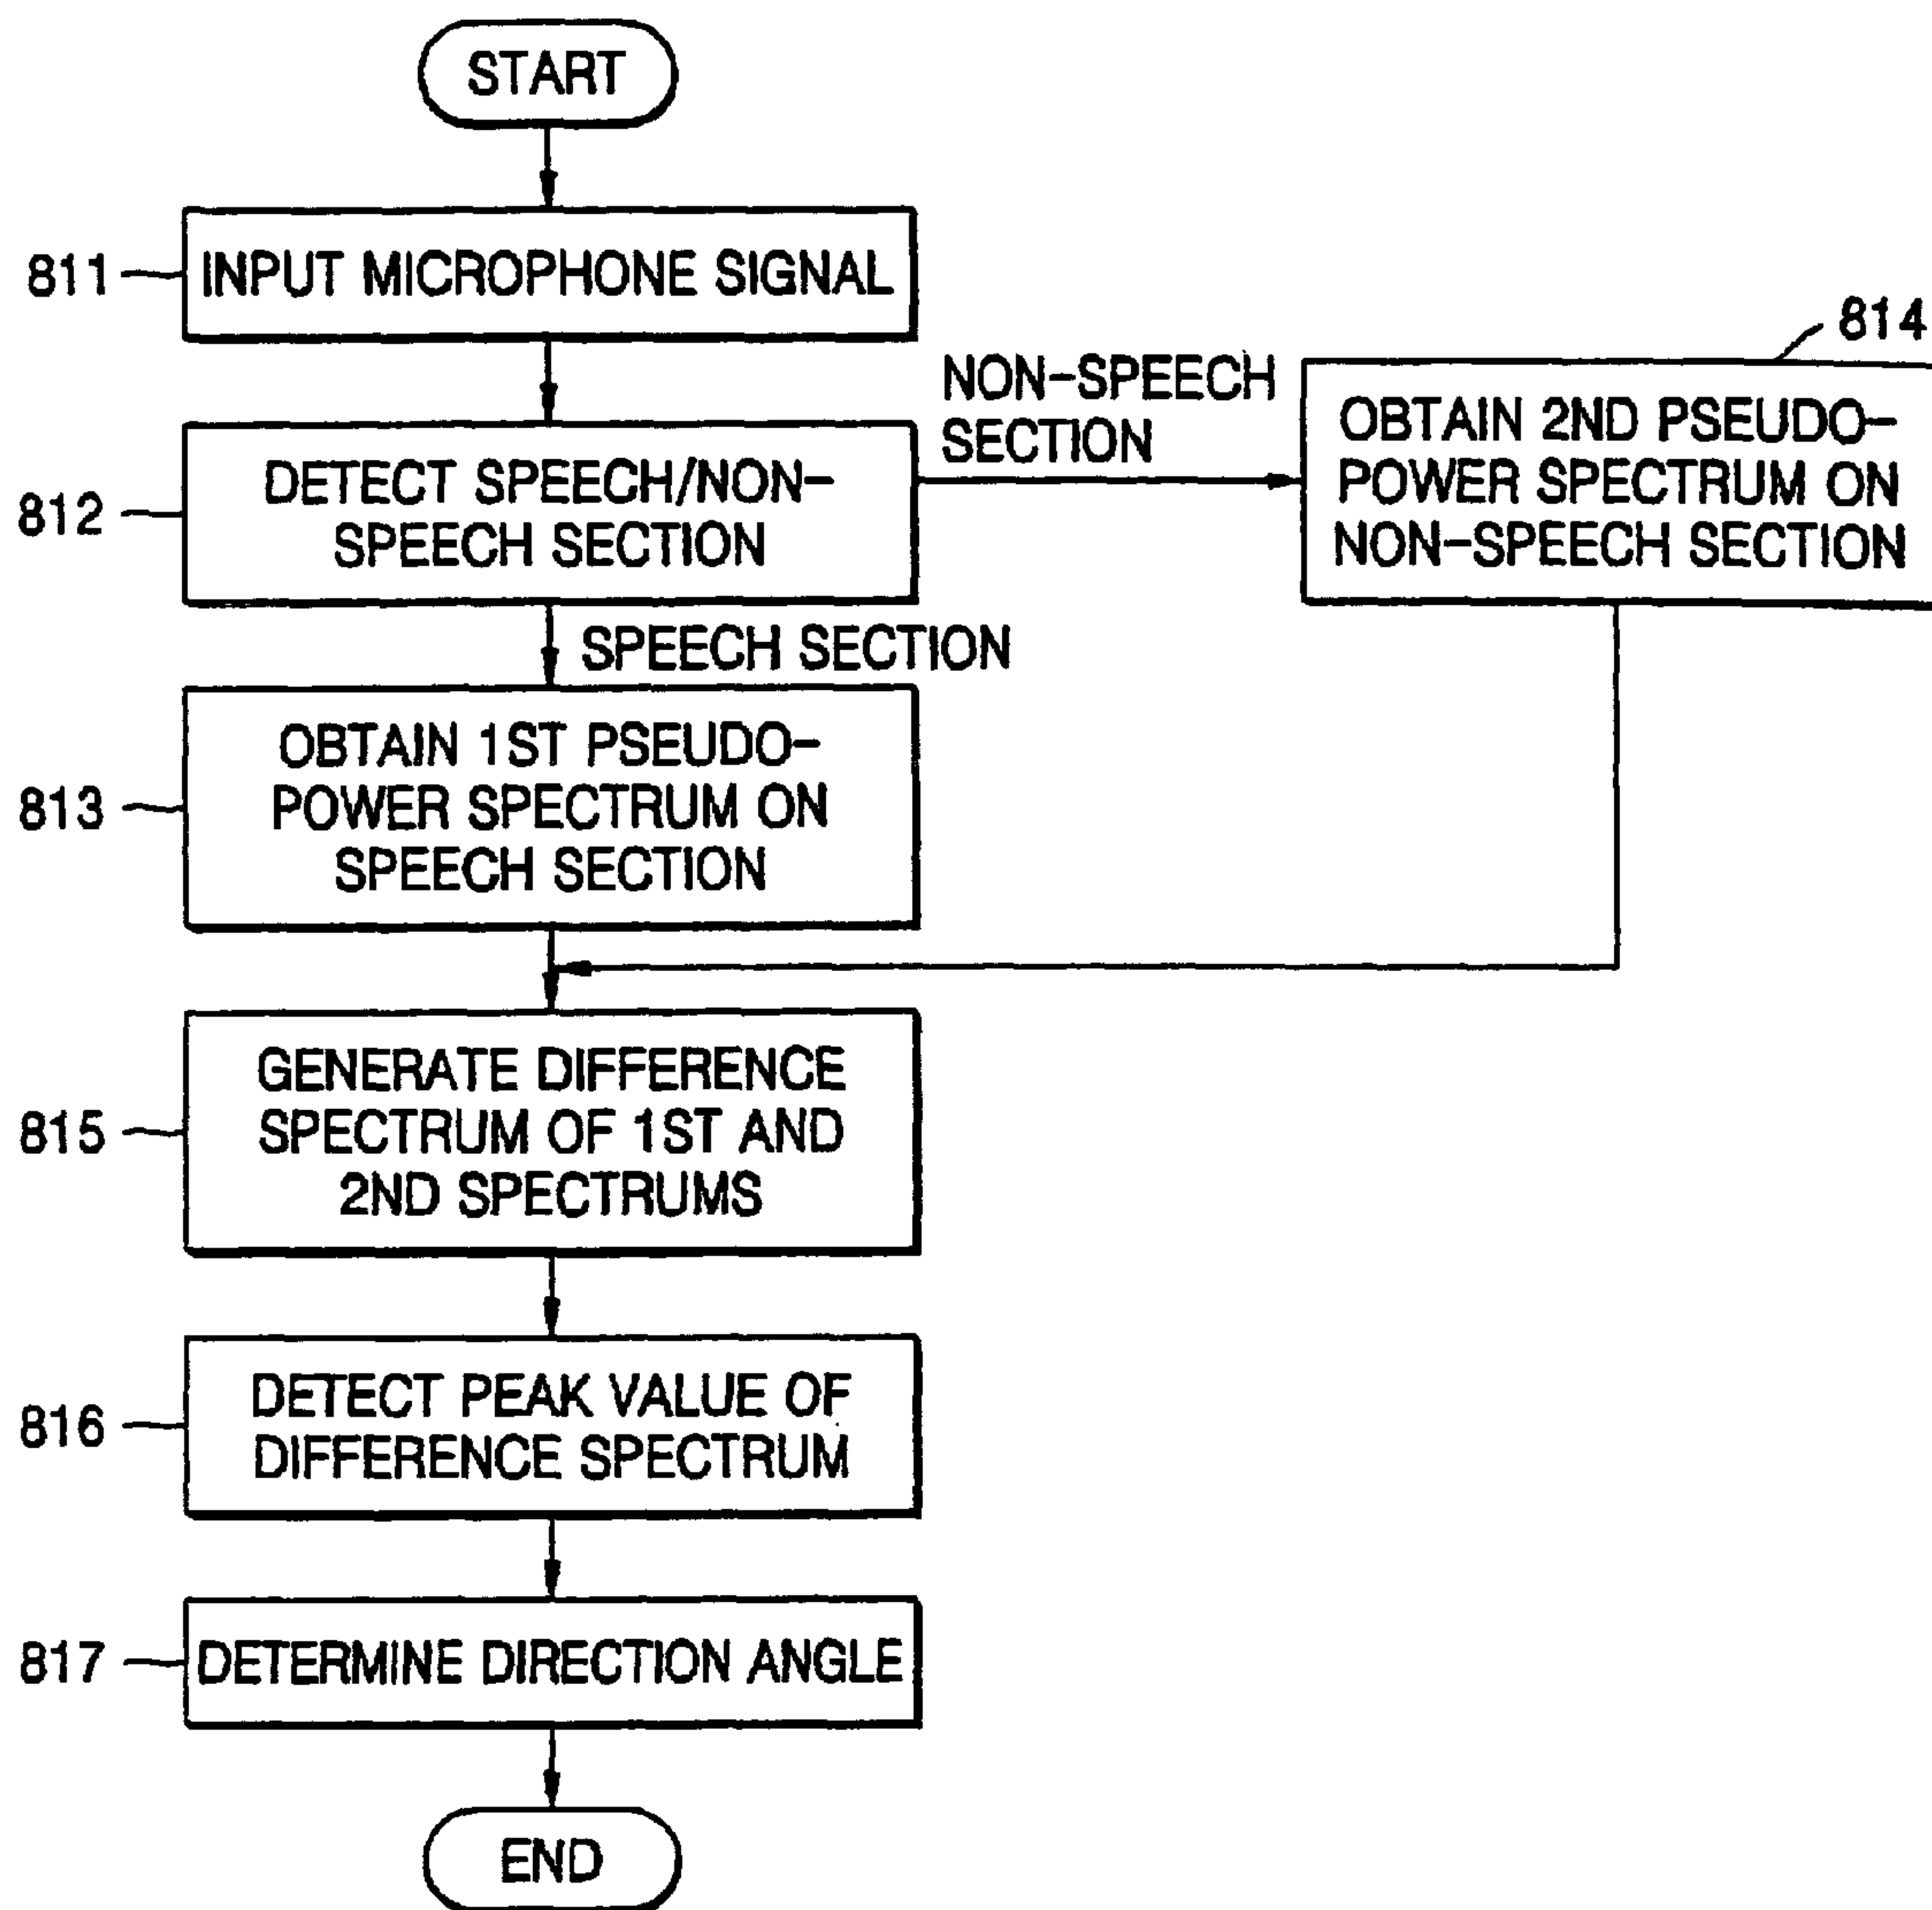 START
811
INPUT MICROPHONE SIGNAL
812
DETECT SPEECH/NON-
SPEECH SECTION
NON-SPEECH
SECTION
814
OBTAIN 2ND PSEUDO-
POWER SPECTRUM ON
NON-SPEECH SECTION
SPEECH SECTION
813
OBTAIN 1ST PSEUDO-
POWER SPECTRUM ON
SPEECH SECTION
815
GENERATE DIFFERENCE
SPECTRUM OF 1ST AND
2ND SPECTRUMS
816
DETECT PEAK VALUE OF
DIFFERENCE SPECTRUM
817
DETERMINE DIRECTION ANGLE
END